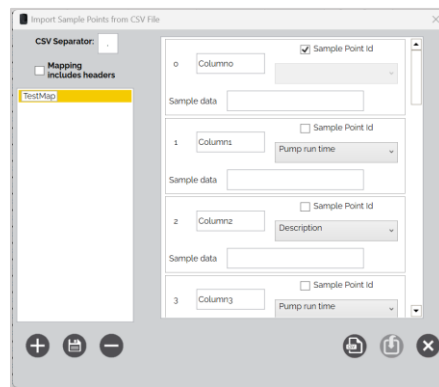 Import Sample Points from CSV File
CSV Separator:
Mapping
includes headers
TestMap
0
Column0
Sample Point Id
Sample data
1
Column1
Sample Point Id
Pump run time
Sample data
2
Column2
Sample Point Id
Description
Sample data
3
Column3
Sample Point Id
Pump run time